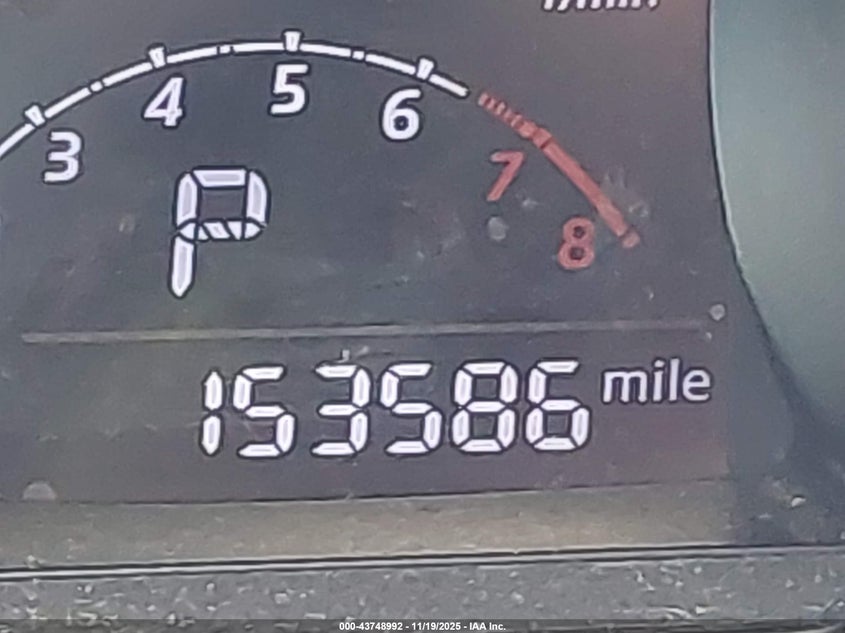 3 4 5 6 7 8
P
153586 mile
000-43748992 - 11/19/2025 - IAA Inc.